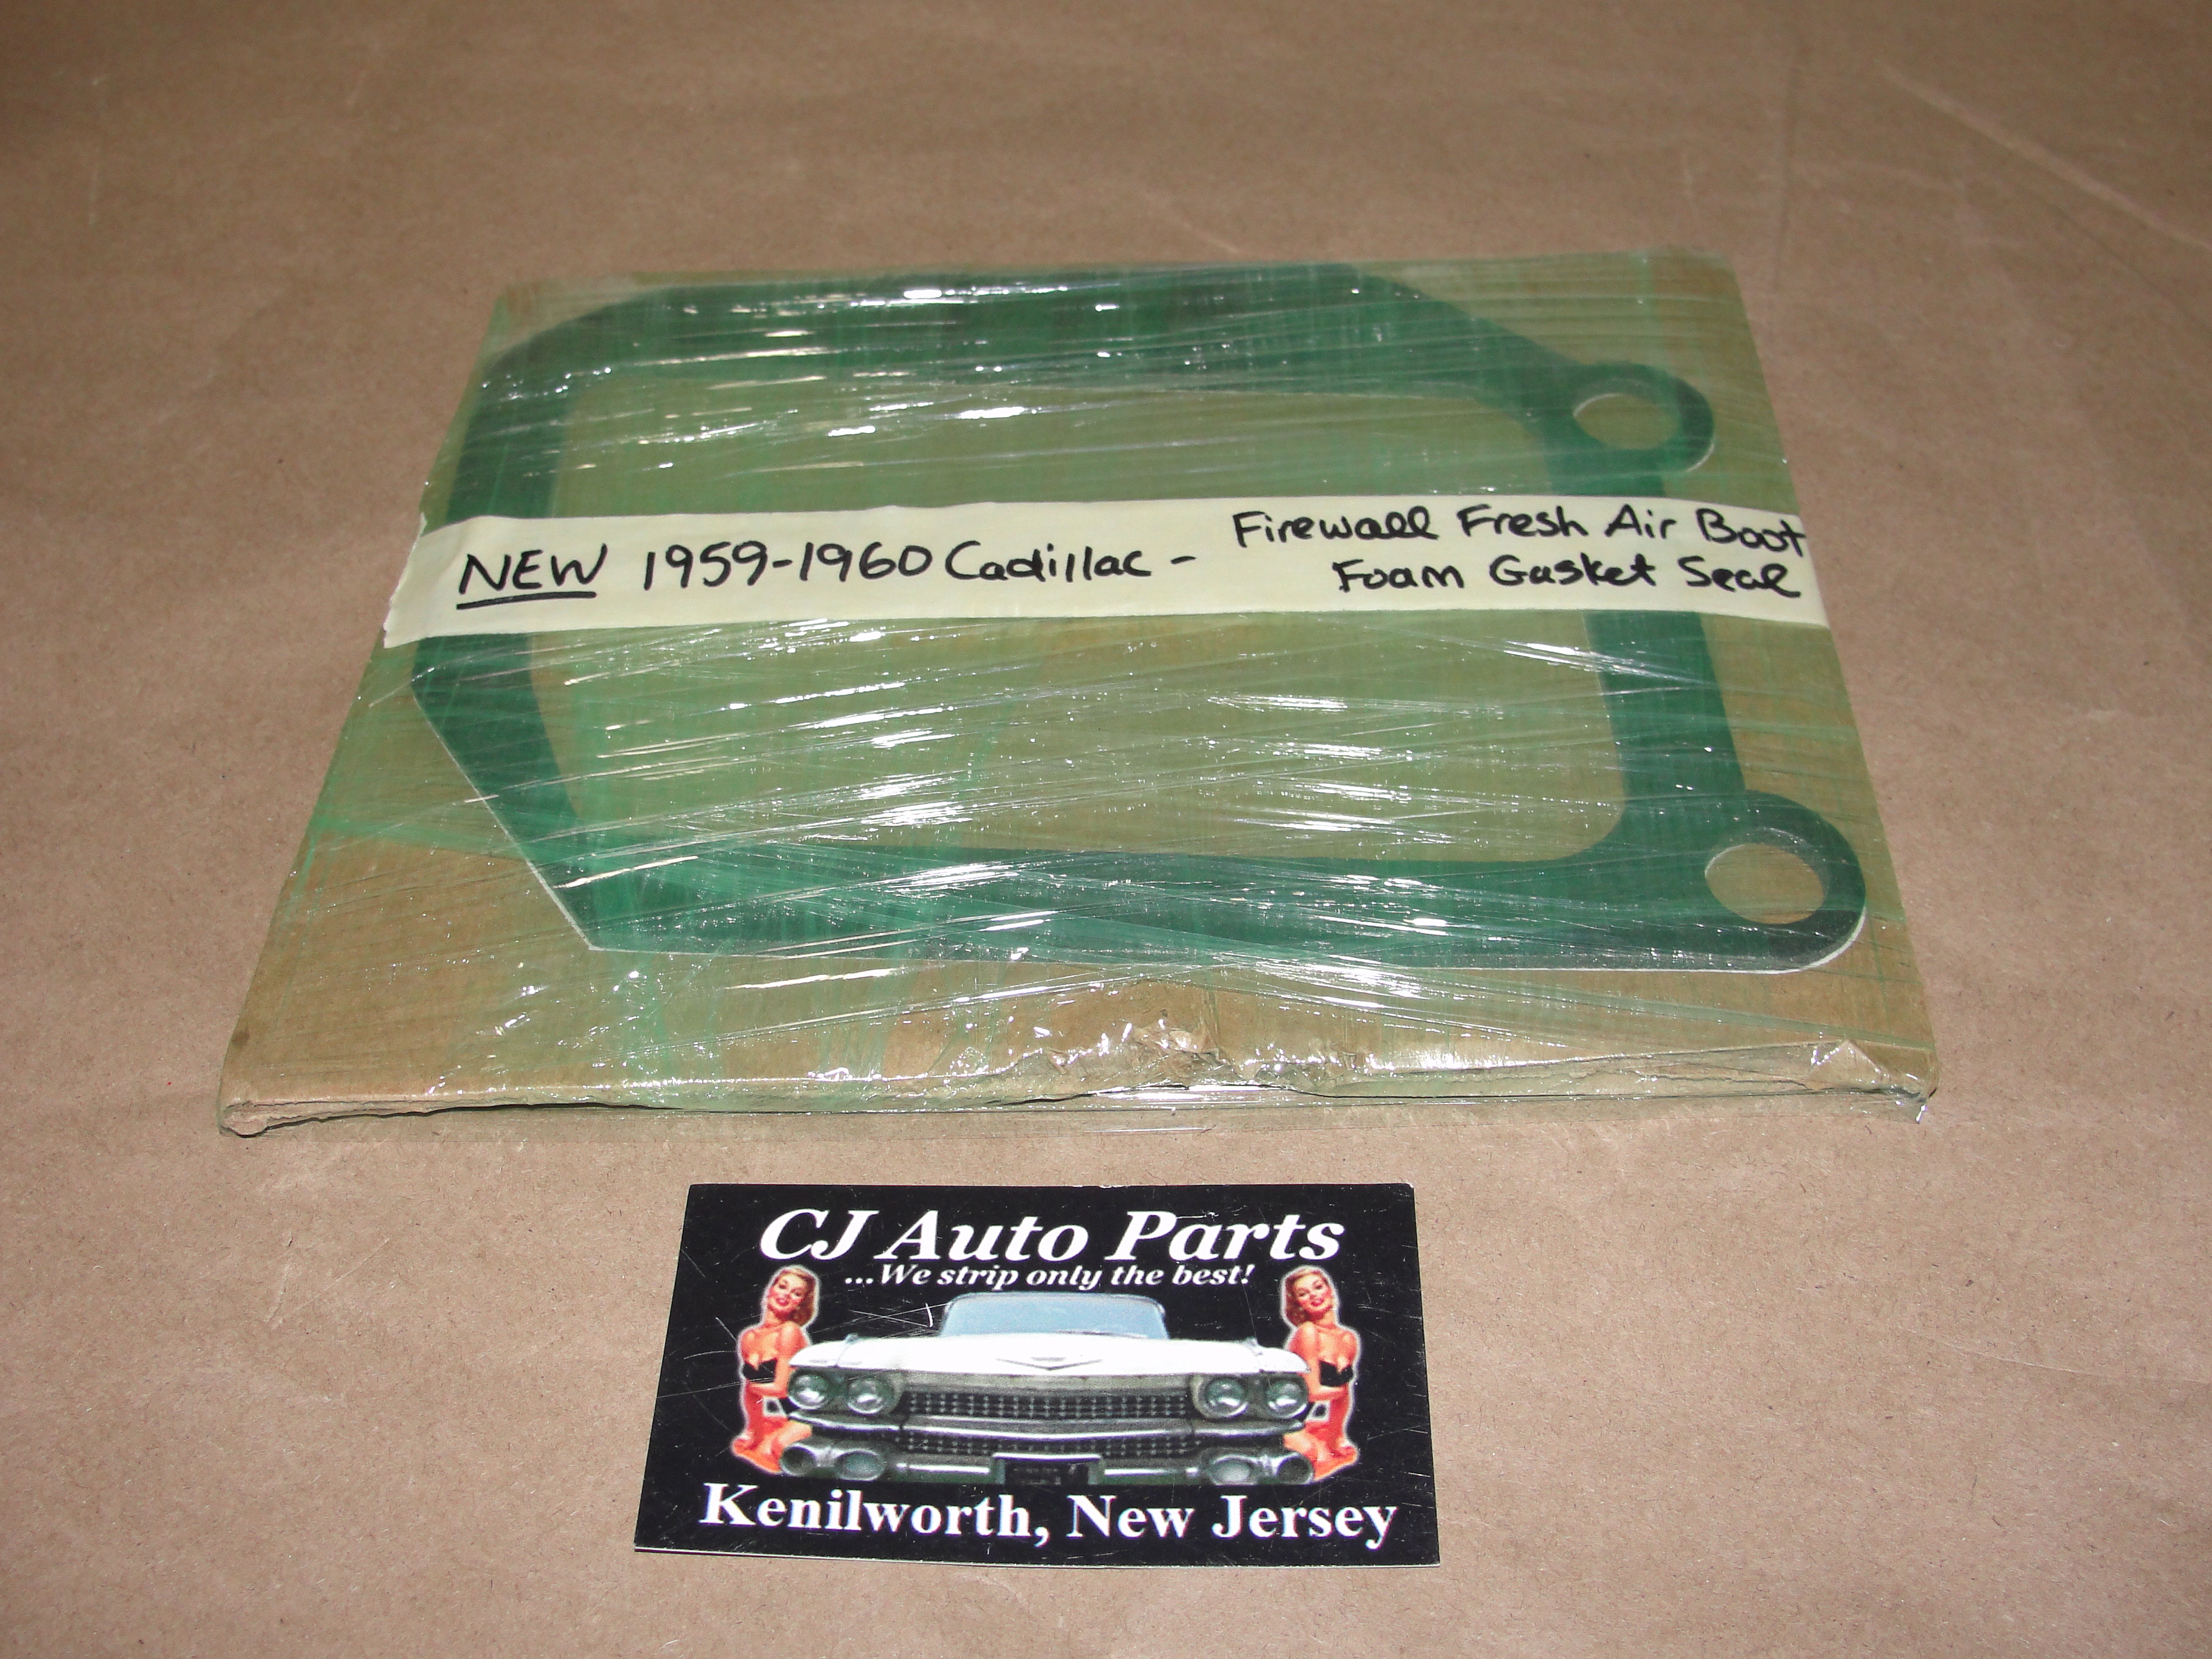 NEW 1959-1960 Cadillac - Firewall Fresh Air Boot
Foam Gasket Seal
CJ Auto Parts
...We strip only the best!
Kenilworth, New Jersey